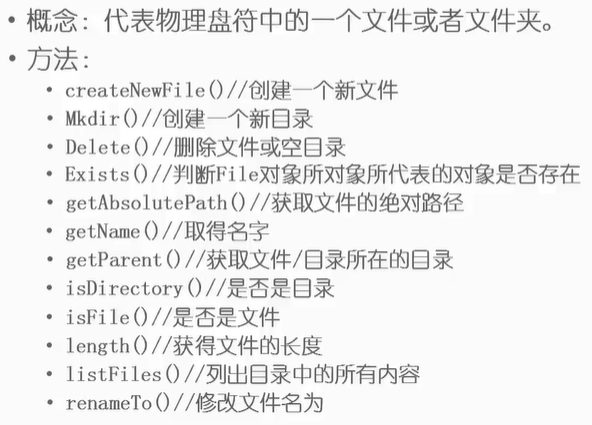 • 概念：代表物理盘符中的一个文件或者文件夹。
• 方法：
• createNewFile()//创建一个新文件
• Mkdir()//创建一个新目录
• Delete()//删除文件或空目录
• Exists()//判断File对象所对象所代表的对象是否存在
• getAbsolutePath()//获取文件的绝对路径
• getName()//取得名字
• getParent()//获取文件/目录所在的目录
• isDirectory()//是否是目录
• isFile()//是否是文件
• length()//获得文件的长度
• listFiles()//列出目录中的所有内容
• renameTo()//修改文件名为